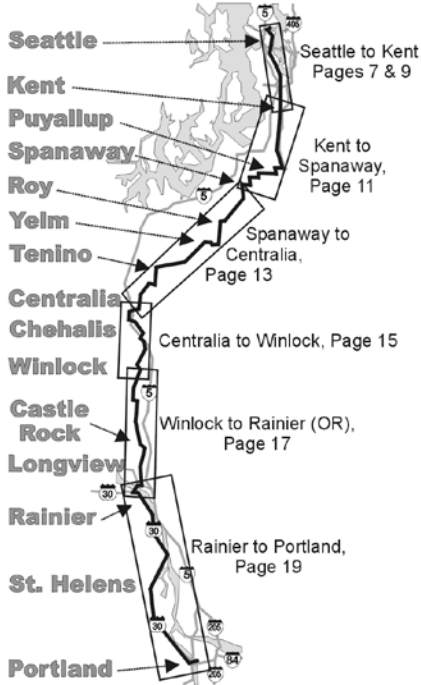 5
405
Seattle
Seattle to Kent
Pages 7 & 9
Kent
Puyallup
Kent to
Spanaway,
Page 11
Spanaway
Roy
5
Yelm
Spanaway to
Centralia,
Page 13
Tenino
Centralia
Chehalis
Centralia to Winlock, Page 15
Winlock
5
Castle
Rock
Winlock to Rainier (OR),
Page 17
Longview
30
Rainier
30
Rainier to Portland,
Page 19
5
St. Helens
30
205
84
Portland
205